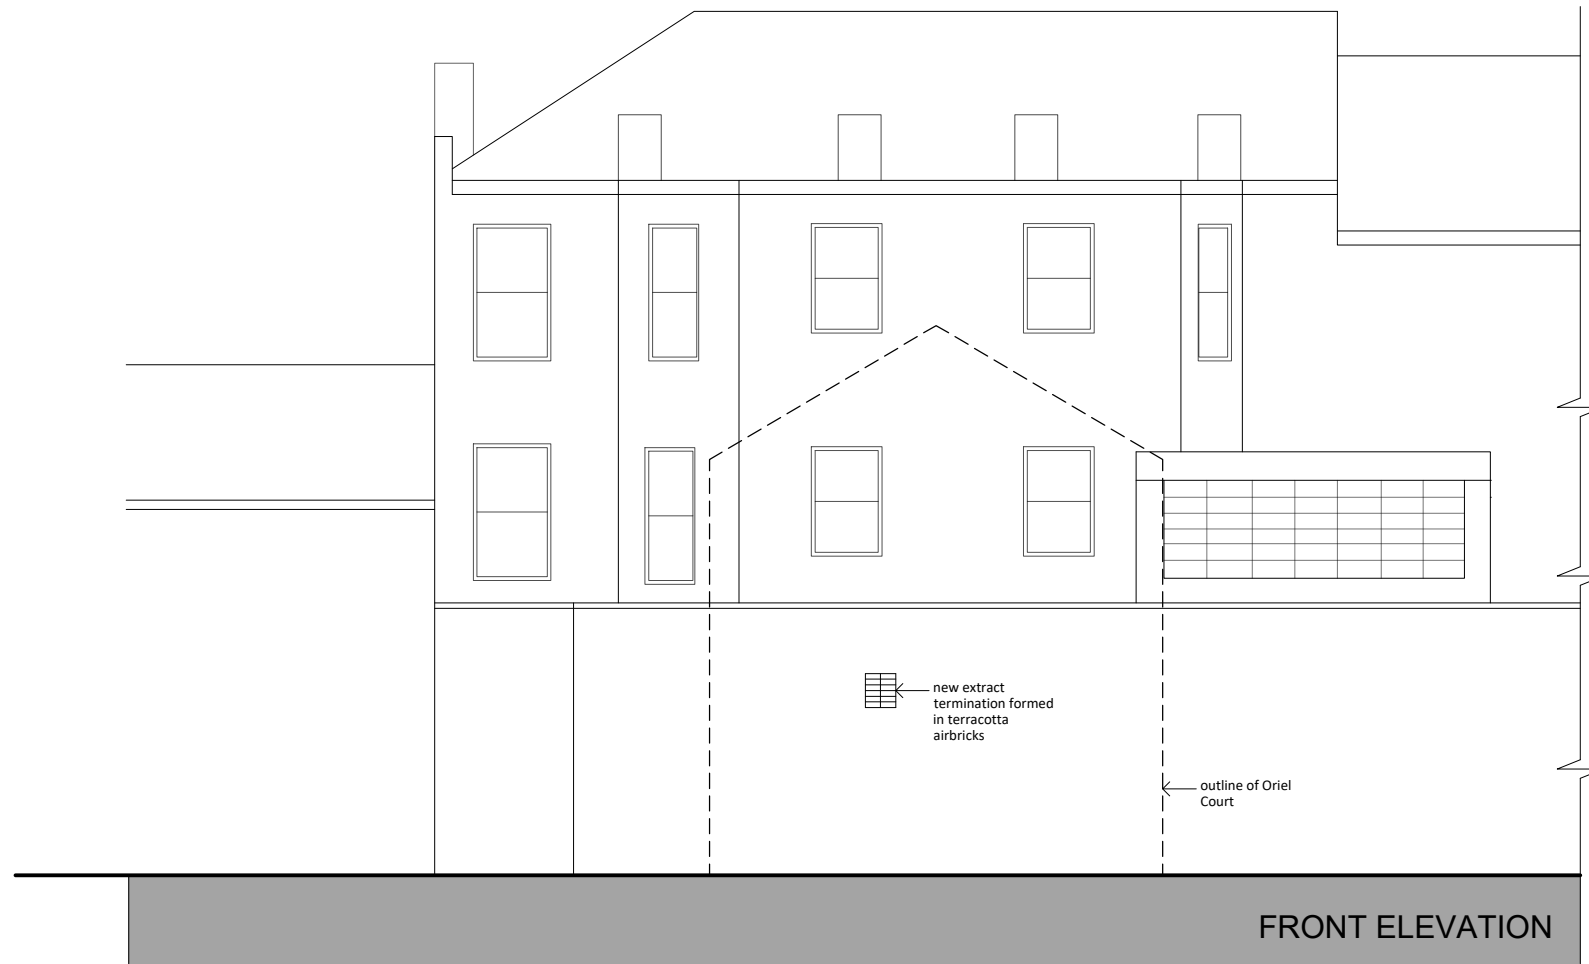 new extract
termination formed
in terracotta
airbricks
outline of Oriel
Court
FRONT ELEVATION